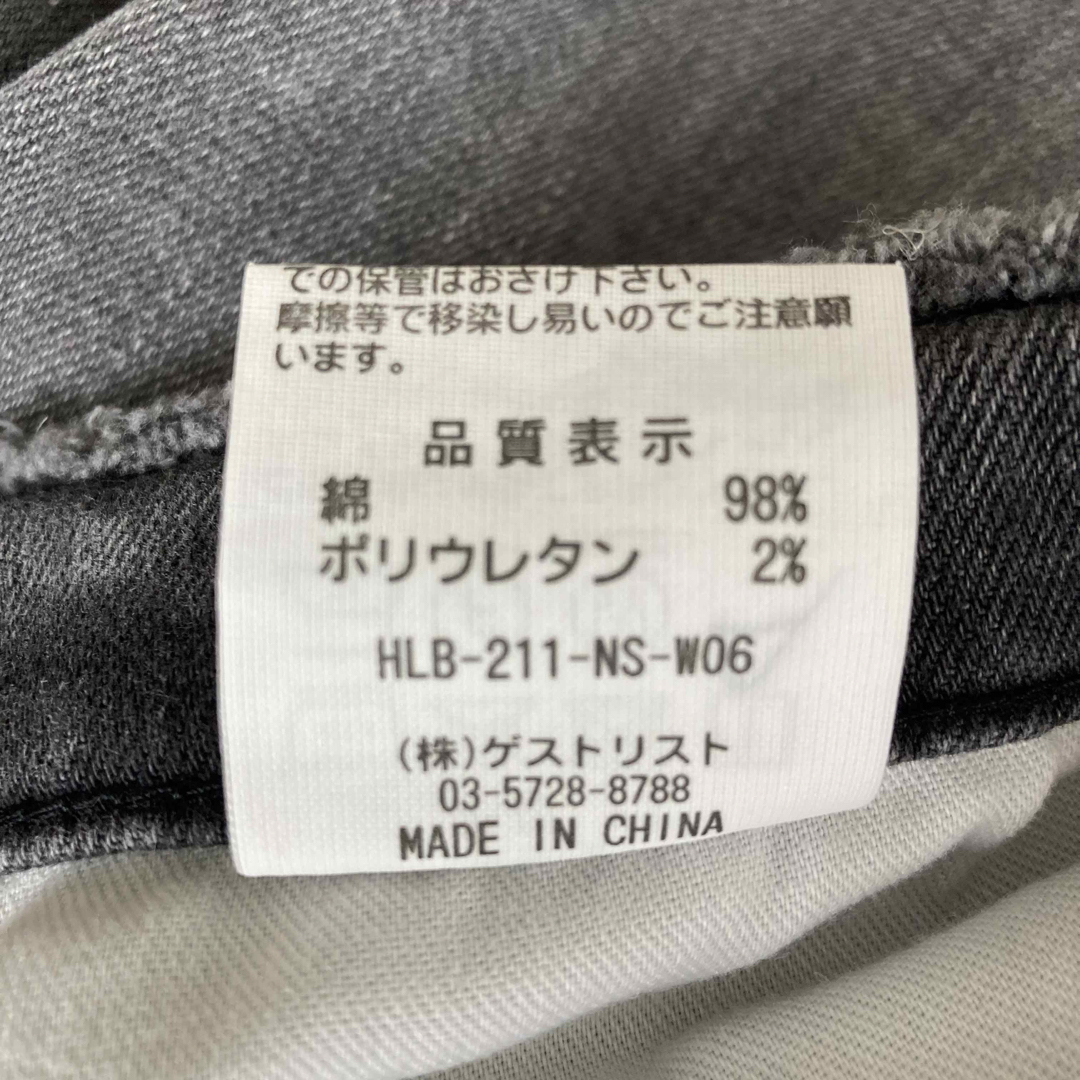 での保管はおさけ下さい。
摩擦等で移染し易いのでご注意願
います。
品質表示
綿 98%
ポリウレタン 2%
HLB-211-NS-W06
(株)ゲストリスト
03-5728-8788
MADE IN CHINA